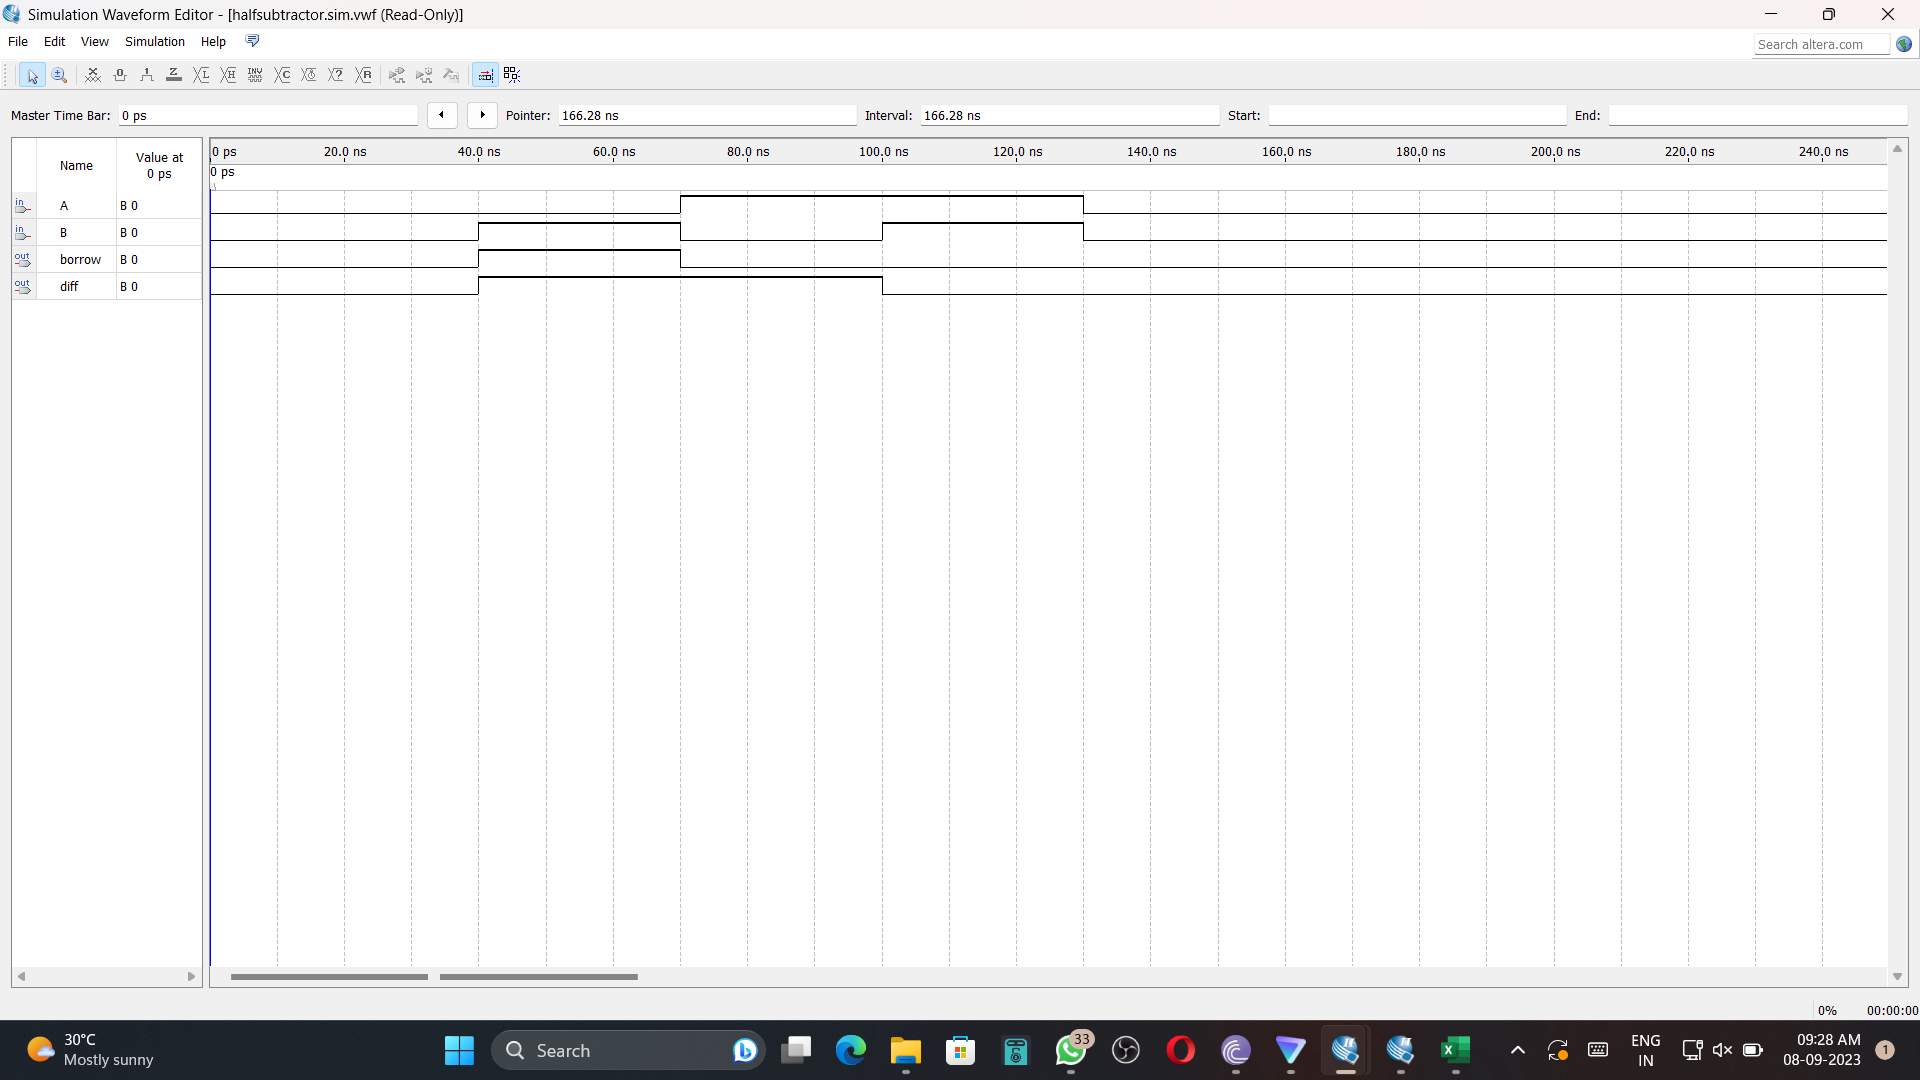 Simulation Waveform Editor - [halfsubtractor.sim.vwf (Read-Only)]
File Edit View Simulation Help
Search altera.com
Master Time Bar: 0 ps Pointer: 166.28 ns Interval: 166.28 ns Start: End:
Name Value at 0 ps
0 ps 20.0 ns 40.0 ns 60.0 ns 80.0 ns 100.0 ns 120.0 ns 140.0 ns 160.0 ns 180.0 ns 200.0 ns 220.0 ns 240.0 ns
0 ps
in A B 0
in B B 0
out borrow B 0
out diff B 0
0% 00:00:00
30°C
Mostly sunny
Search
33
ENG
IN
09:28 AM
08-09-2023
1